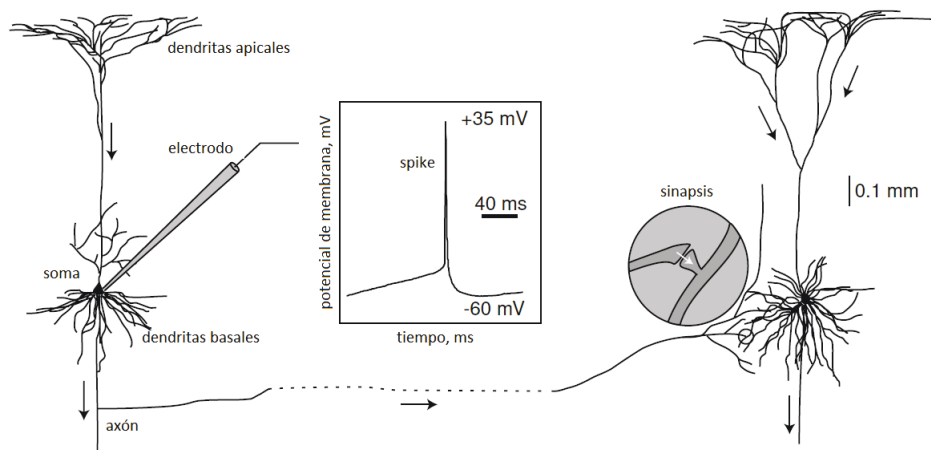 dendritas apicales
electrodo
soma
dendritas basales
axón
potencial de membrana, mV
+35 mV
spike
40 ms
-60 mV
tiempo, ms
sinapsis
0.1 mm